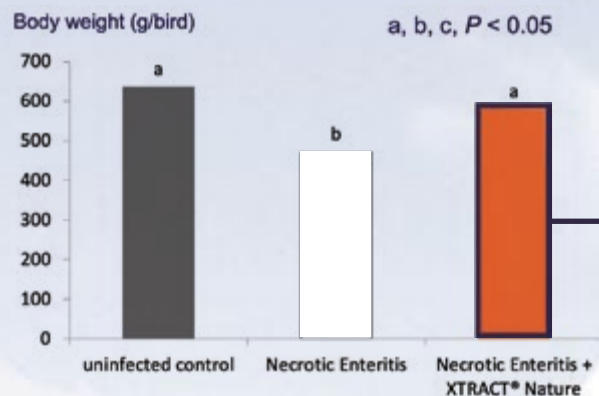 Body weight (g/bird)
a, b, c, P < 0.05
700
600
500
400
300
200
100
0
a
b
a
uninfected control
Necrotic Enteritis
Necrotic Enteritis +
XTRACT® Nature